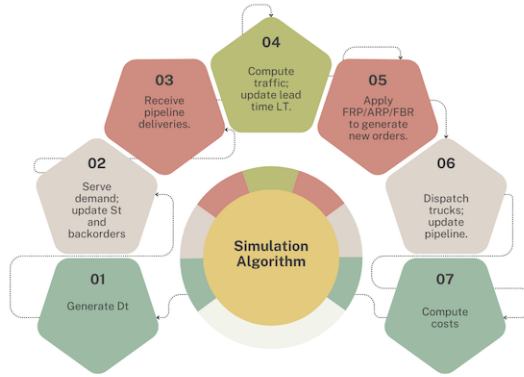 01
Generate Dt
02
Serve
demand;
update St
and
backorders
03
Receive
pipeline
deliveries.
04
Compute
traffic;
update lead
time LT.
05
Apply
FRP/ARP/FBR
to generate
new orders.
06
Dispatch
trucks;
update
pipeline.
07
Compute
costs
Simulation
Algorithm